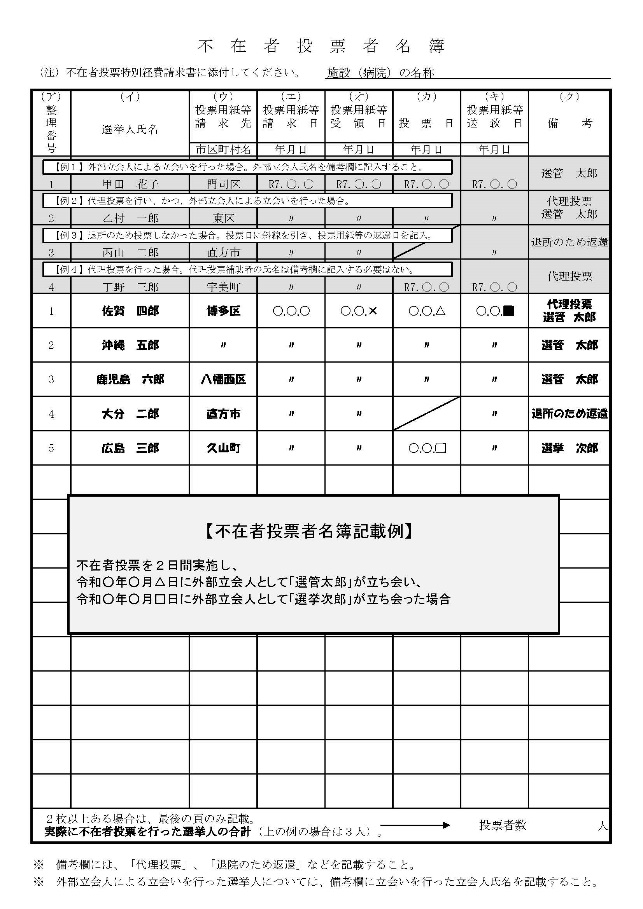 不在者投票者名簿
（注）不在者投票特別経費請求書に添付してください。 施設（病院）の名称
（ア） （イ） （ウ） （エ） （オ） （カ） （キ） （ク）
整理番号 選挙人氏名 投票用紙等請求先 投票用紙等請求日 投票用紙等受領日 投票日 投票用紙等送致日 備考
市区町村名 年月日 年月日 年月日 年月日
【例１】外部立会人による立会いを行った場合。外部立会人氏名を備考欄に記入すること。
1 甲田 花子 門司区 R7.〇.〇 R7.〇.〇 R7.〇.〇 R7.〇.〇 選管 太郎
【例２】代理投票を行い、かつ、外部立会人による立会いを行った場合。
2 乙村 一郎 東区 〃 〃 〃 〃 代理投票 選管 太郎
【例３】退所のため投票しなかった場合。投票日に斜線を引き、投票用紙等の返還日を記入。
3 丙山 二郎 直方市 〃 〃 〃 退所のため返還
【例４】代理投票を行った場合。代理投票補助者の氏名は備考欄に記入する必要はない。
4 丁野 三郎 宇美町 〃 〃 R7.〇.〇 R7.〇.〇 代理投票
1 佐賀 四郎 博多区 〇.〇.〇 〇.〇.× 〇.〇.△ 〇.〇.■ 代理投票 選管 太郎
2 沖縄 五郎 〃 〃 〃 〃 〃 選管 太郎
3 鹿児島 六郎 八幡西区 〃 〃 〃 〃 選管 太郎
4 大分 二郎 直方市 〃 〃 〃 退所のため返還
5 広島 三郎 久山町 〃 〃 〇.〇.□ 〃 選挙 次郎
【不在者投票者名簿記載例】
不在者投票を２日間実施し、
令和〇年〇月△日に外部立会人として「選管太郎」が立ち会い、
令和〇年〇月□日に外部立会人として「選挙次郎」が立ち会った場合
２枚以上ある場合は、最後の頁のみ記載。
実際に不在者投票を行った選挙人の合計（上の例の場合は３人）。 投票者数 人
※ 備考欄には、「代理投票」、「退院のため返還」などを記載すること。
※ 外部立会人による立会いを行った選挙人については、備考欄に立会いを行った立会人氏名を記載すること。